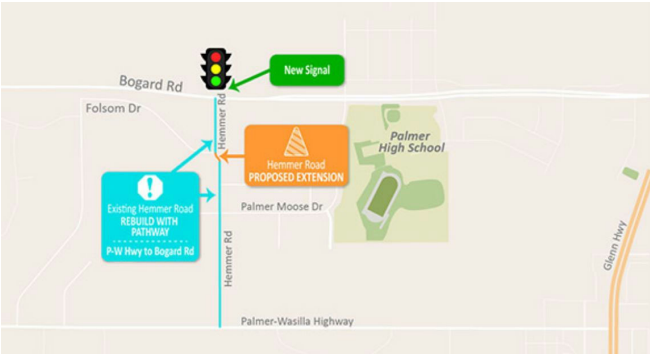 New Signal
Bogard Rd
Folsom Dr
Hemmer Rd
Palmer
High School
Hemmer Road
PROPOSED EXTENSION
!
Existing Hemmer Road
REBUILD WITH
PATHWAY
P-W Hwy to Bogard Rd
Palmer Moose Dr
Hemmer Rd
Glenn Hwy
Palmer-Wasilla Highway